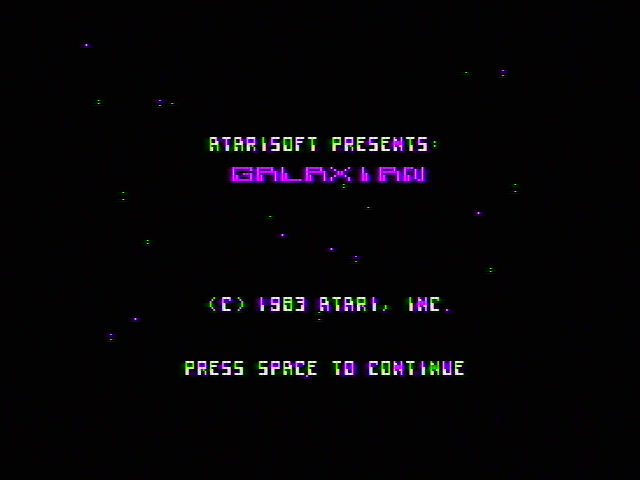 ATARISOFT PRESENTS:
GALAXIAN
(C) 1983 ATARI, INC.
PRESS SPACE TO CONTINUE